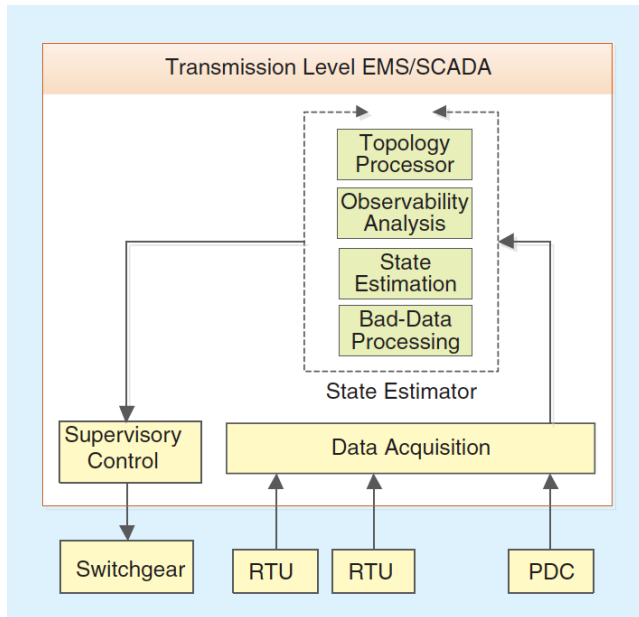 Transmission Level EMS/SCADA
Topology
Processor
Observability
Analysis
State
Estimation
Bad-Data
Processing
State Estimator
Supervisory
Control
Data Acquisition
Switchgear
RTU
RTU
PDC